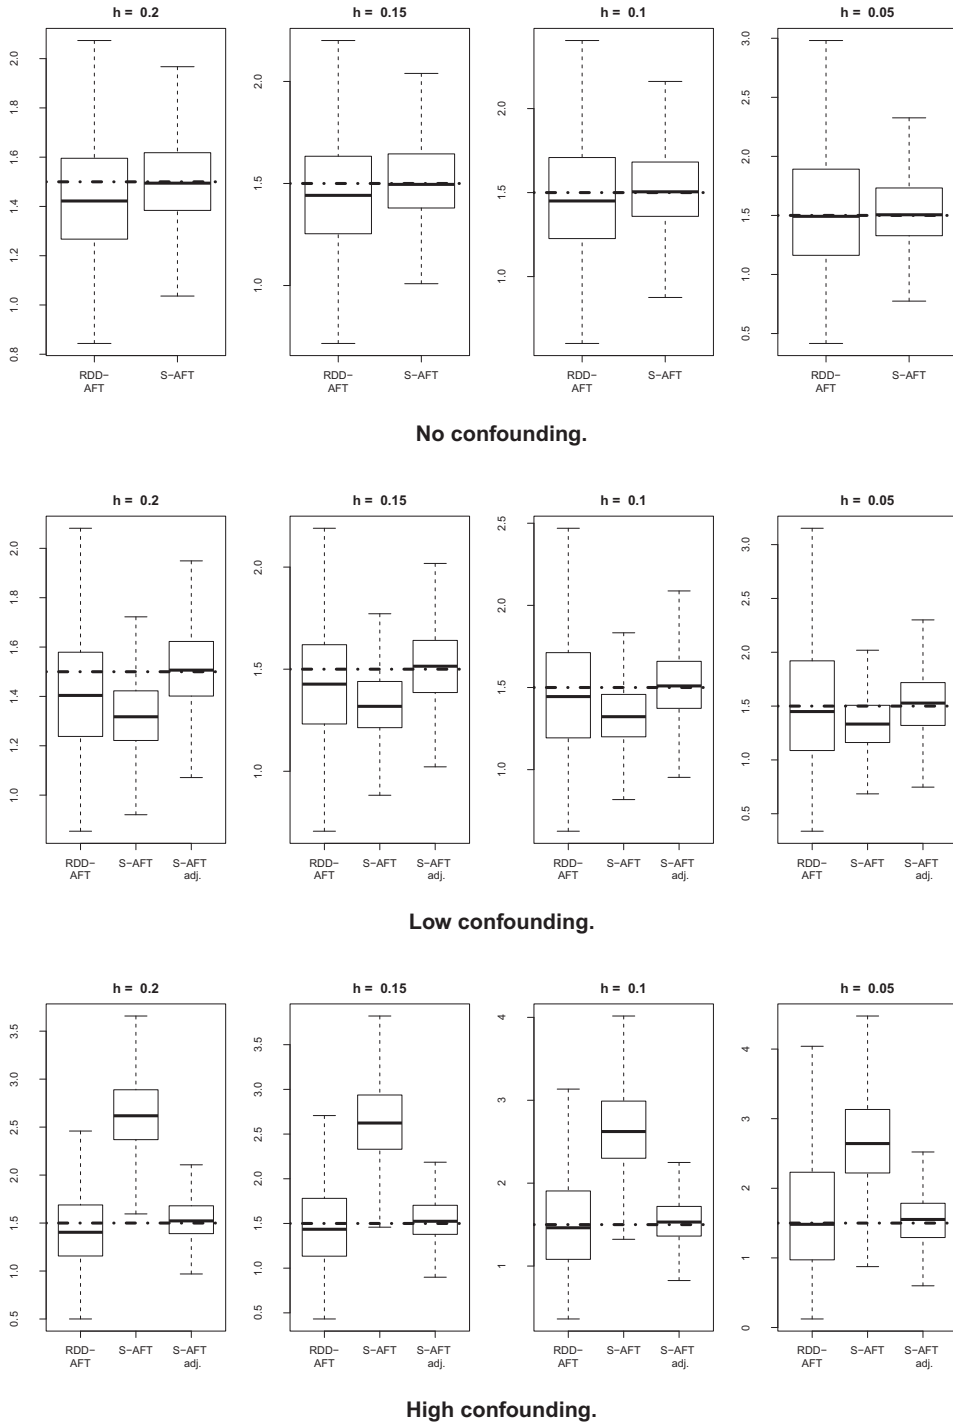 h = 0.2
h = 0.15
h = 0.1
h = 0.05
0.8 1.0 1.2 1.4 1.6 1.8 2.0
1.0 1.5 2.0
1.0 1.5 2.0
0.5 1.0 1.5 2.0 2.5 3.0
RDD−
AFT
S−AFT
RDD−
AFT
S−AFT
RDD−
AFT
S−AFT
RDD−
AFT
S−AFT
No confounding.
h = 0.2
h = 0.15
h = 0.1
h = 0.05
1.0 1.2 1.4 1.6 1.8 2.0
1.0 1.5 2.0
1.0 1.5 2.0 2.5
0.5 1.0 1.5 2.0 2.5 3.0
RDD−
AFT
S−AFT
S−AFT
adj.
RDD−
AFT
S−AFT
S−AFT
adj.
RDD−
AFT
S−AFT
S−AFT
adj.
RDD−
AFT
S−AFT
S−AFT
adj.
Low confounding.
h = 0.2
h = 0.15
h = 0.1
h = 0.05
0.5 1.0 1.5 2.0 2.5 3.0 3.5
0.5 1.0 1.5 2.0 2.5 3.0 3.5
1 2 3 4
0 1 2 3 4
RDD−
AFT
S−AFT
S−AFT
adj.
RDD−
AFT
S−AFT
S−AFT
adj.
RDD−
AFT
S−AFT
S−AFT
adj.
RDD−
AFT
S−AFT
S−AFT
adj.
High confounding.